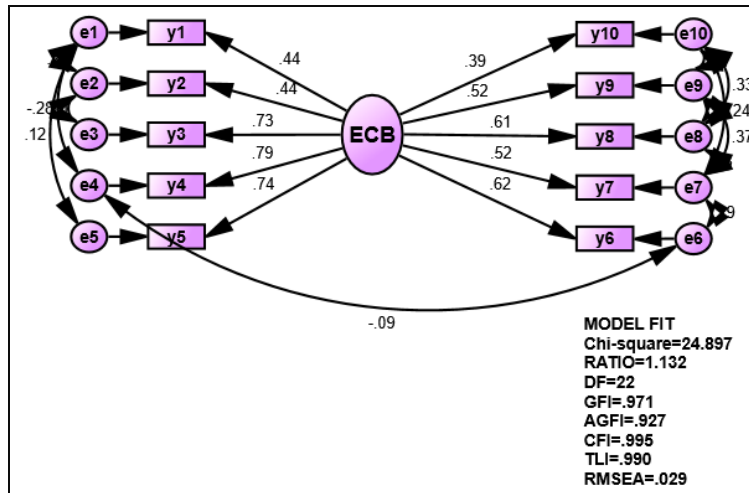 e1 y1 y10 e10
.44 .39
e2 y2 .44 .52 y9 e9 .33
-.28 .24
e3 y3 .73 ECB .61 y8 e8 .37
.12
e4 y4 .79 .52 y7 e7
.74 .62
e5 y5 y6 e6
-.09
MODEL FIT
Chi-square=24.897
RATIO=1.132
DF=22
GFI=.971
AGFI=.927
CFI=.995
TLI=.990
RMSEA=.029